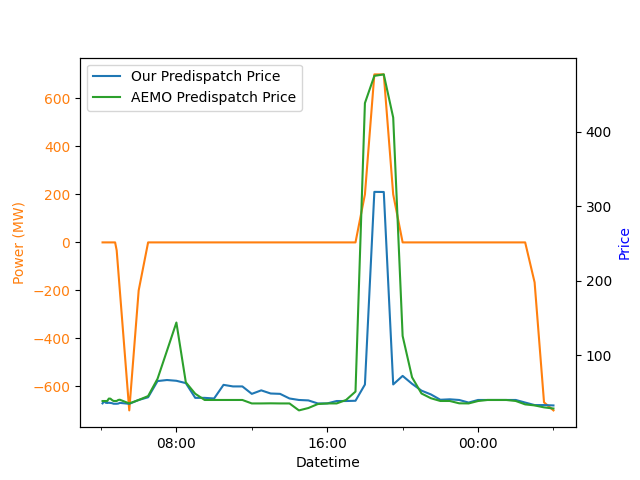 Our Predispatch Price
AEMO Predispatch Price
600
400
200
0
−200
−400
−600
Power (MW)
400
300
200
100
Price
08:00
16:00
00:00
Datetime